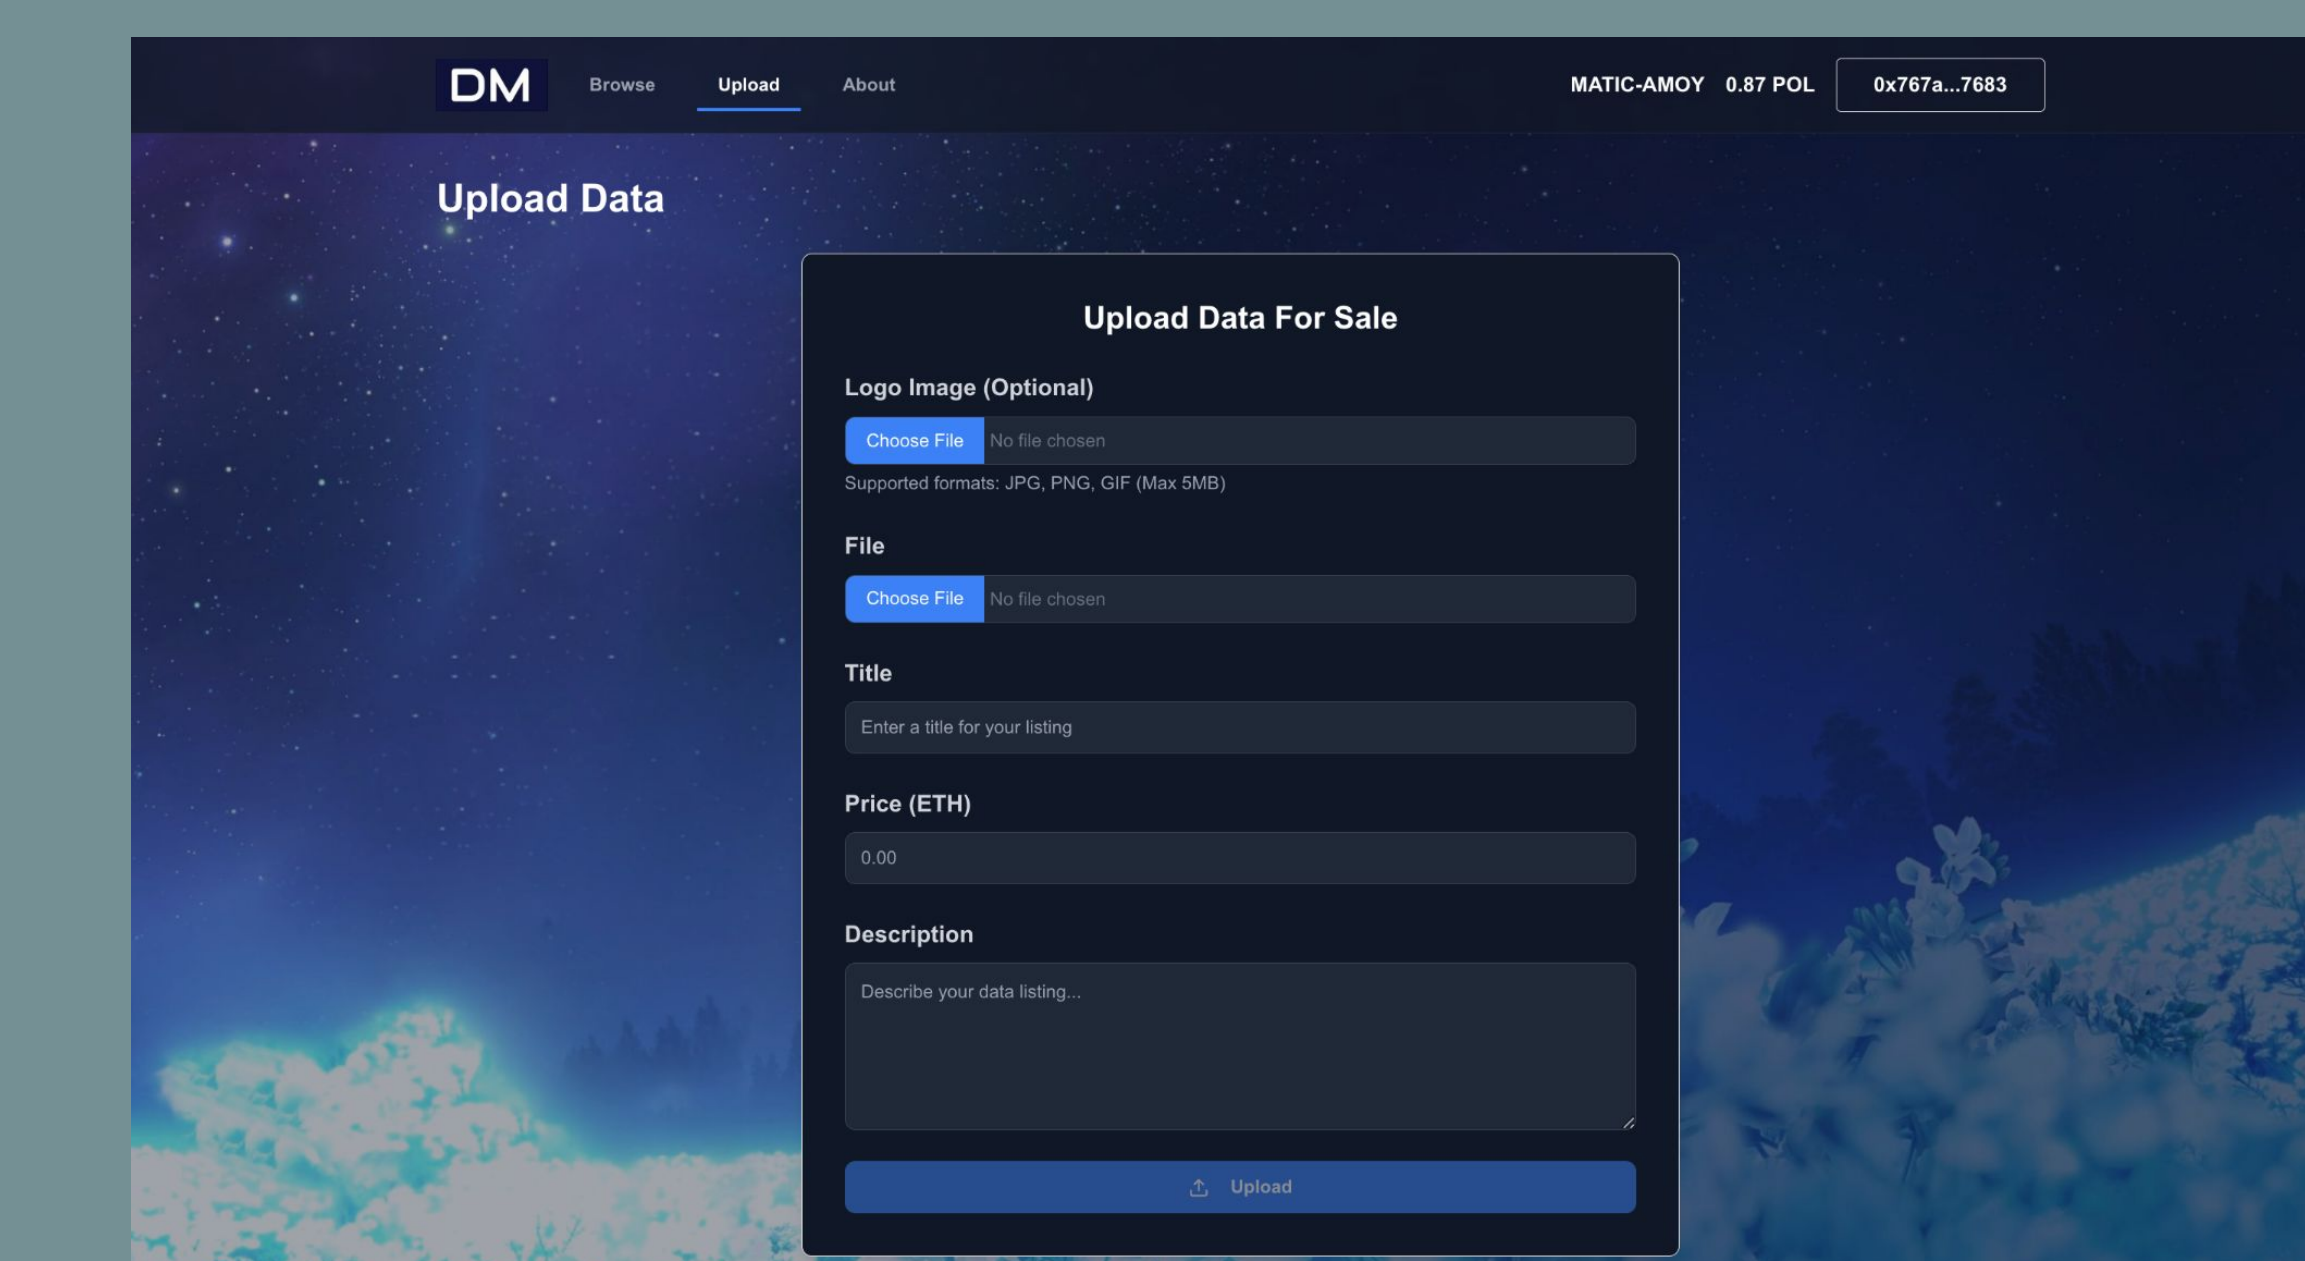 DM Browse Upload About MATIC-AMOY 0.87 POL 0x767a...7683
Upload Data
Upload Data For Sale
Logo Image (Optional)
Choose File No file chosen
Supported formats: JPG, PNG, GIF (Max 5MB)
File
Choose File No file chosen
Title
Enter a title for your listing
Price (ETH)
0.00
Description
Describe your data listing...
Upload